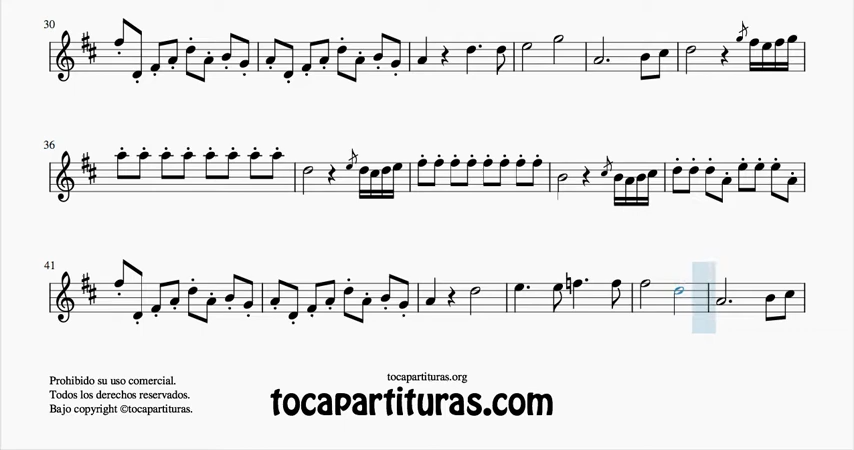 30
36
41
Prohibido su uso comercial.
Todos los derechos reservados.
Bajo copyright ©tocapartituras.
tocapartituras.org
tocapartituras.com